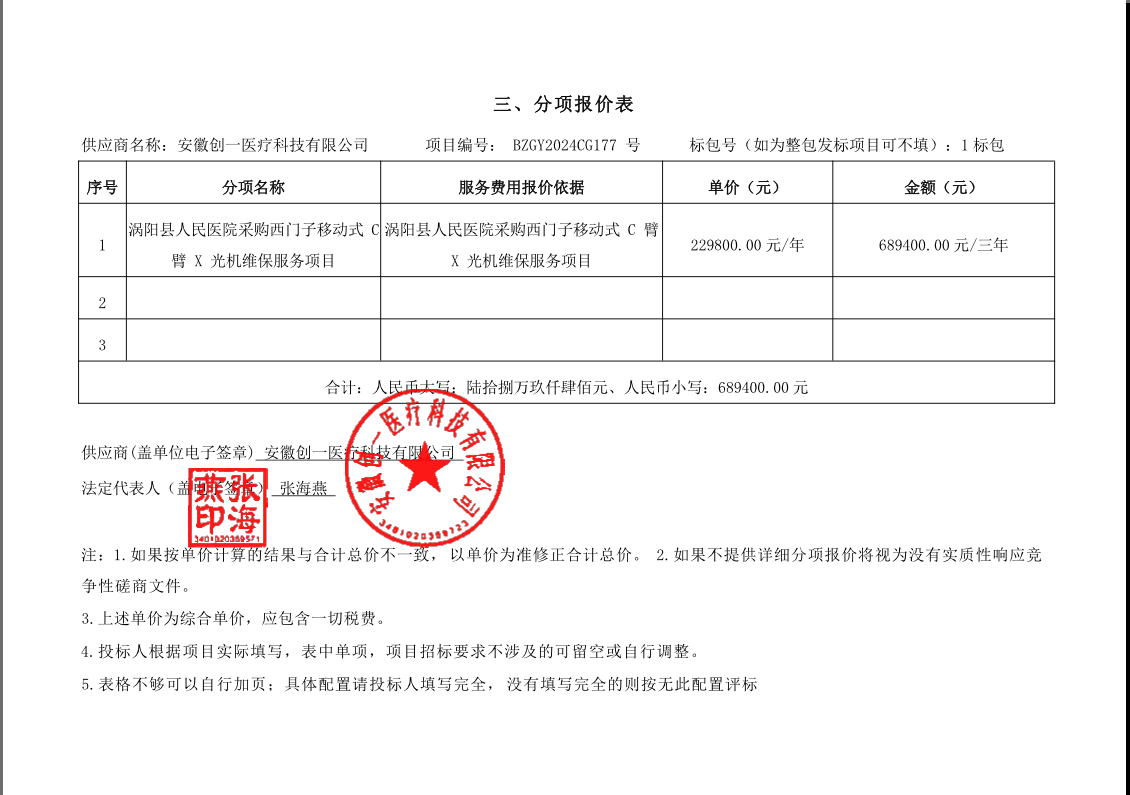 三、分项报价表
供应商名称：安徽创一医疗科技有限公司 项目编号： BZGY2024CG177 号 标包号（如为整包发标项目可不填）：1标包
序号 分项名称 服务费用报价依据 单价（元） 金额（元）
1 涡阳县人民医院采购西门子移动式 C 臂 X 光机维保服务项目 涡阳县人民医院采购西门子移动式 C 臂 X 光机维保服务项目 229800.00 元/年 689400.00 元/三年
2
3
合计：人民币大写：陆拾捌万玖仟肆佰元、人民币小写：689400.00 元
供应商(盖单位电子签章) 安徽创一医疗科技有限公司
法定代表人（盖电子签章） 张海燕
安徽创一医疗科技有限公司
张海燕印
注：1.如果按单价计算的结果与合计总价不一致，以单价为准修正合计总价。 2.如果不提供详细分项报价将视为没有实质性响应竞
争性磋商文件。
3.上述单价为综合单价，应包含一切税费。
4.投标人根据项目实际填写，表中单项，项目招标要求不涉及的可留空或自行调整。
5.表格不够可以自行加页；具体配置请投标人填写完全，没有填写完全的则按无此配置评标